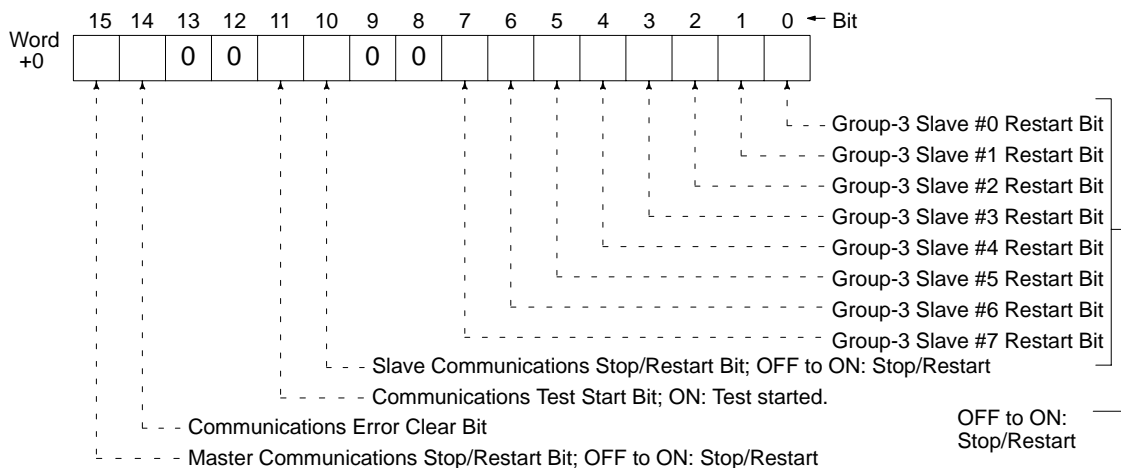 15 14 13 12 11 10 9 8 7 6 5 4 3 2 1 0 Bit
Word
+0
0 0 0 0
Group-3 Slave #0 Restart Bit
Group-3 Slave #1 Restart Bit
Group-3 Slave #2 Restart Bit
Group-3 Slave #3 Restart Bit
Group-3 Slave #4 Restart Bit
Group-3 Slave #5 Restart Bit
Group-3 Slave #6 Restart Bit
Group-3 Slave #7 Restart Bit
Slave Communications Stop/Restart Bit; OFF to ON: Stop/Restart
Communications Test Start Bit; ON: Test started.
Communications Error Clear Bit
Master Communications Stop/Restart Bit; OFF to ON: Stop/Restart
OFF to ON:
Stop/Restart